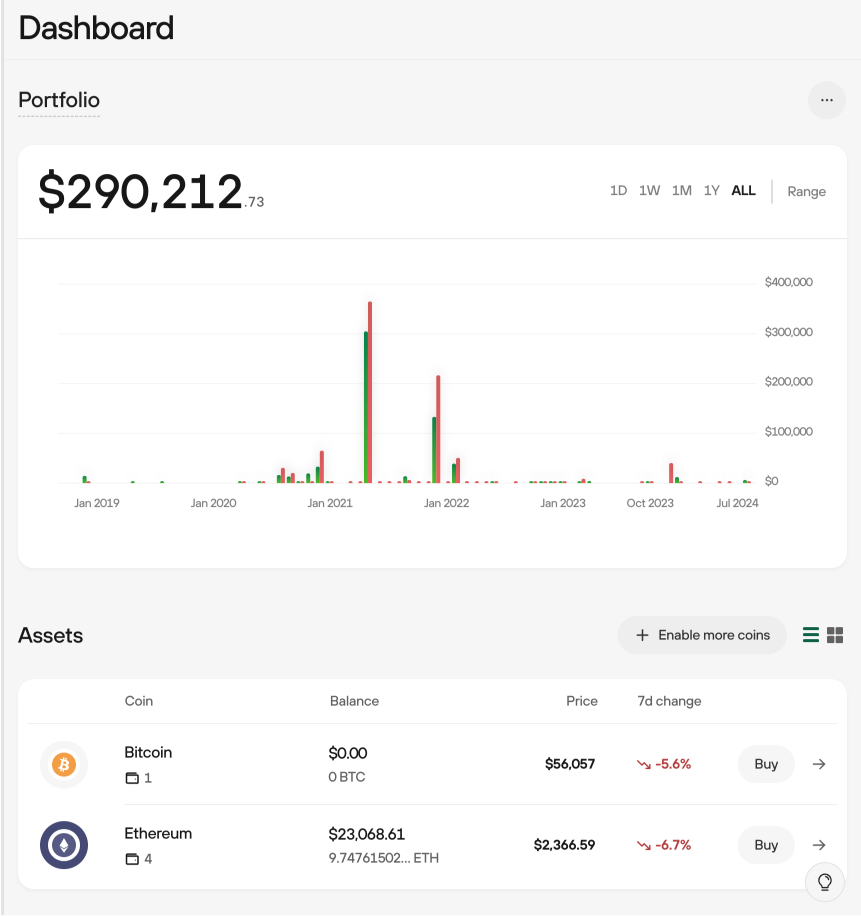 Dashboard
Portfolio
...
$290,212.73
1D 1W 1M 1Y ALL Range
$400,000
$300,000
$200,000
$100,000
$0
Jan 2019 Jan 2020 Jan 2021 Jan 2022 Jan 2023 Oct 2023 Jul 2024
Assets
+ Enable more coins
Coin Balance Price 7d change
Bitcoin $0.00
1 0 BTC
$56,057 -5.6% Buy →
Ethereum $23,068.61
4 9.74761502... ETH
$2,366.59 -6.7% Buy →